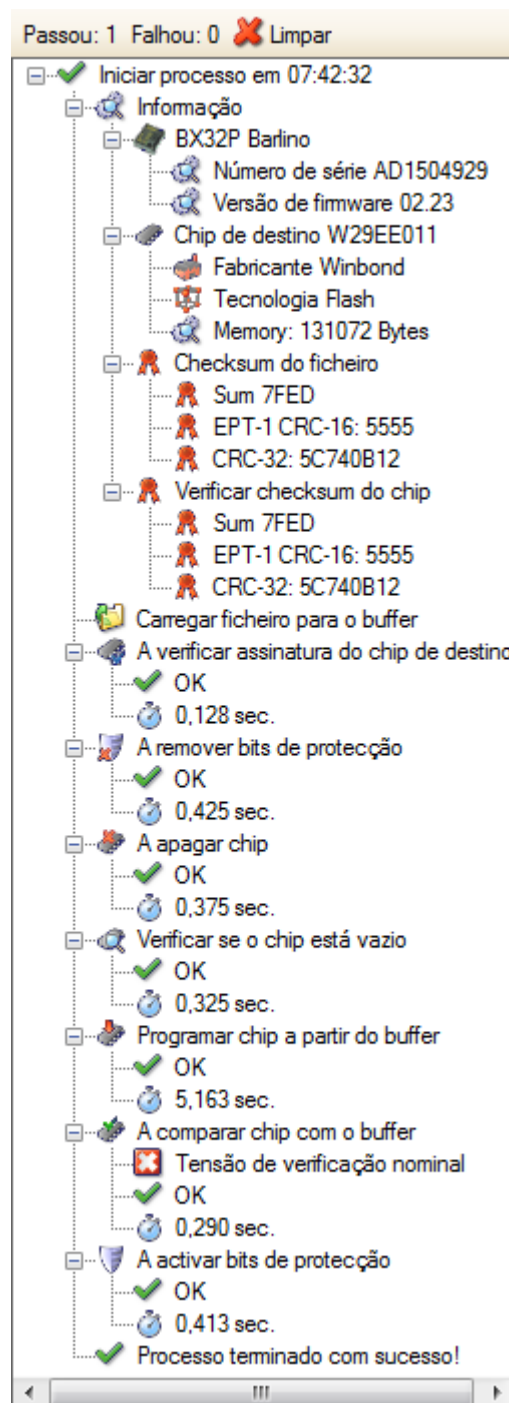 Passou: 1 Falhou: 0 Limpar
Iniciar processo em 07:42:32
Informação
BX32P Barlino
Número de série AD1504929
Versão de firmware 02.23
Chip de destino W29EE011
Fabricante Winbond
Tecnologia Flash
Memory: 131072 Bytes
Checksum do ficheiro
Sum 7FED
EPT-1 CRC-16: 5555
CRC-32: 5C740B12
Verificar checksum do chip
Sum 7FED
EPT-1 CRC-16: 5555
CRC-32: 5C740B12
Carregar ficheiro para o buffer
A verificar assinatura do chip de destino
OK
0,128 sec.
A remover bits de protecção
OK
0,425 sec.
A apagar chip
OK
0,375 sec.
Verificar se o chip está vazio
OK
0,325 sec.
Programar chip a partir do buffer
OK
5,163 sec.
A comparar chip com o buffer
Tensão de verificação nominal
OK
0,290 sec.
A activar bits de protecção
OK
0,413 sec.
Processo terminado com sucesso!